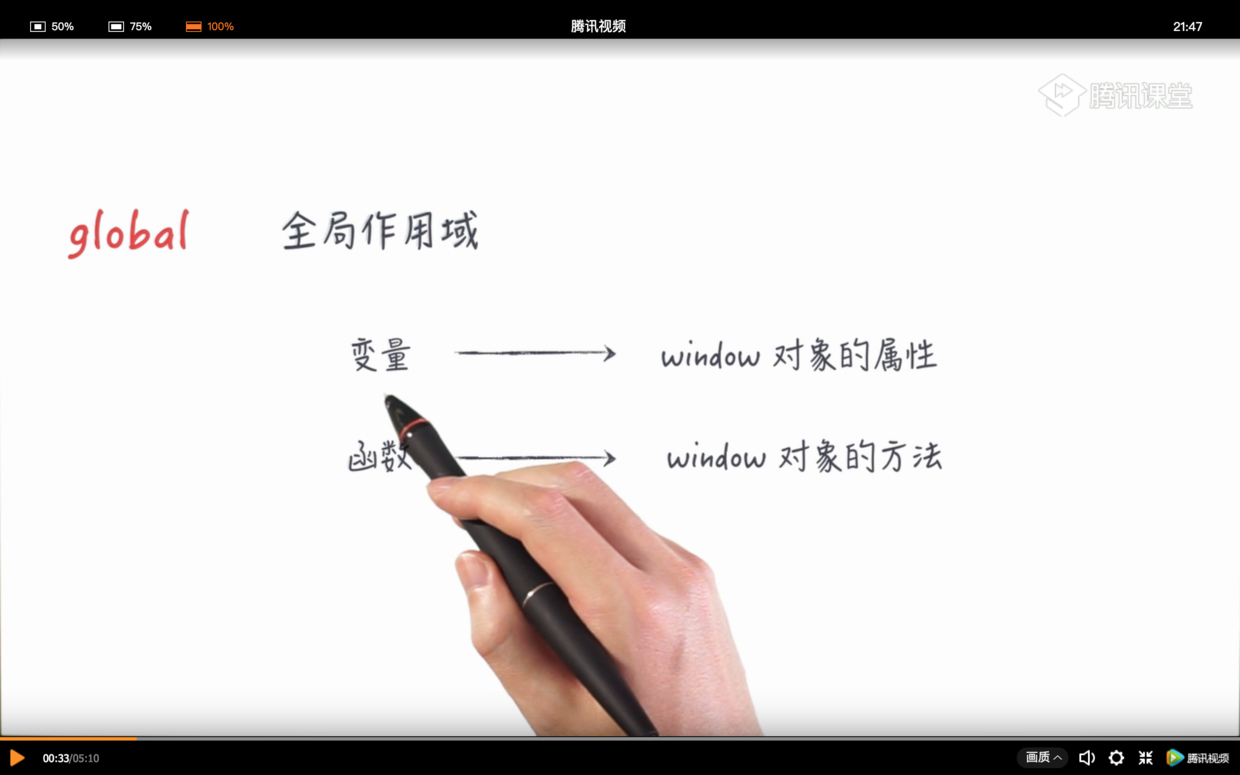 50% 75% 100% 腾讯视频 21:47
腾讯课堂
global 全局作用域
变量 window 对象的属性
函数 window 对象的方法
00:33/05:10 画质 腾讯视频